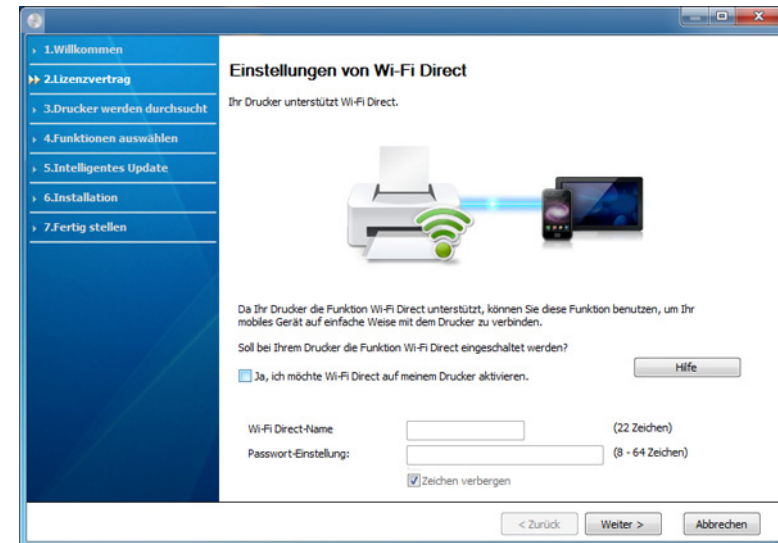 1.Willkommen
2.Lizenzvertrag
3.Drucker werden durchsucht
4.Funktionen auswählen
5.Intelligentes Update
6.Installation
7.Fertig stellen
Einstellungen von Wi-Fi Direct
Ihr Drucker unterstützt Wi-Fi Direct.
Da Ihr Drucker die Funktion Wi-Fi Direct unterstützt, können Sie diese Funktion benutzen, um Ihr
mobiles Gerät auf einfache Weise mit dem Drucker zu verbinden.
Soll bei Ihrem Drucker die Funktion Wi-Fi Direct eingeschaltet werden?
Hilfe
Ja, ich möchte Wi-Fi Direct auf meinem Drucker aktivieren.
Wi-Fi Direct-Name (22 Zeichen)
Passwort-Einstellung: (8 - 64 Zeichen)
Zeichen verbergen
< Zurück Weiter > Abbrechen